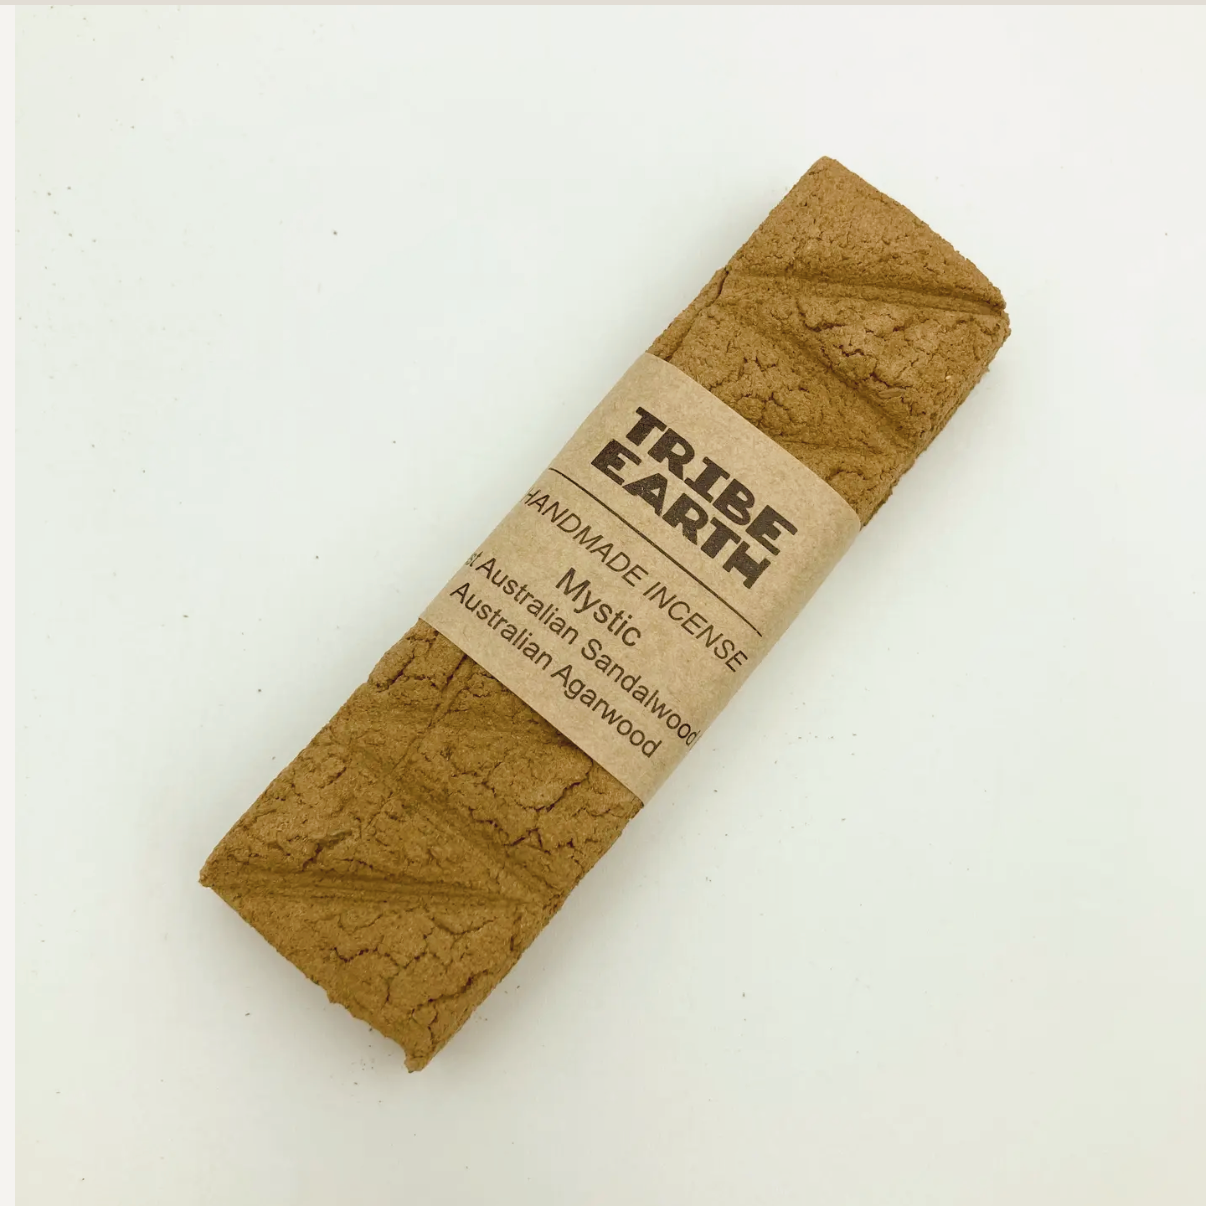 TRIBE
EARTH
HANDMADE INCENSE
Mystic
Australian Sandalwood
Australian Agarwood